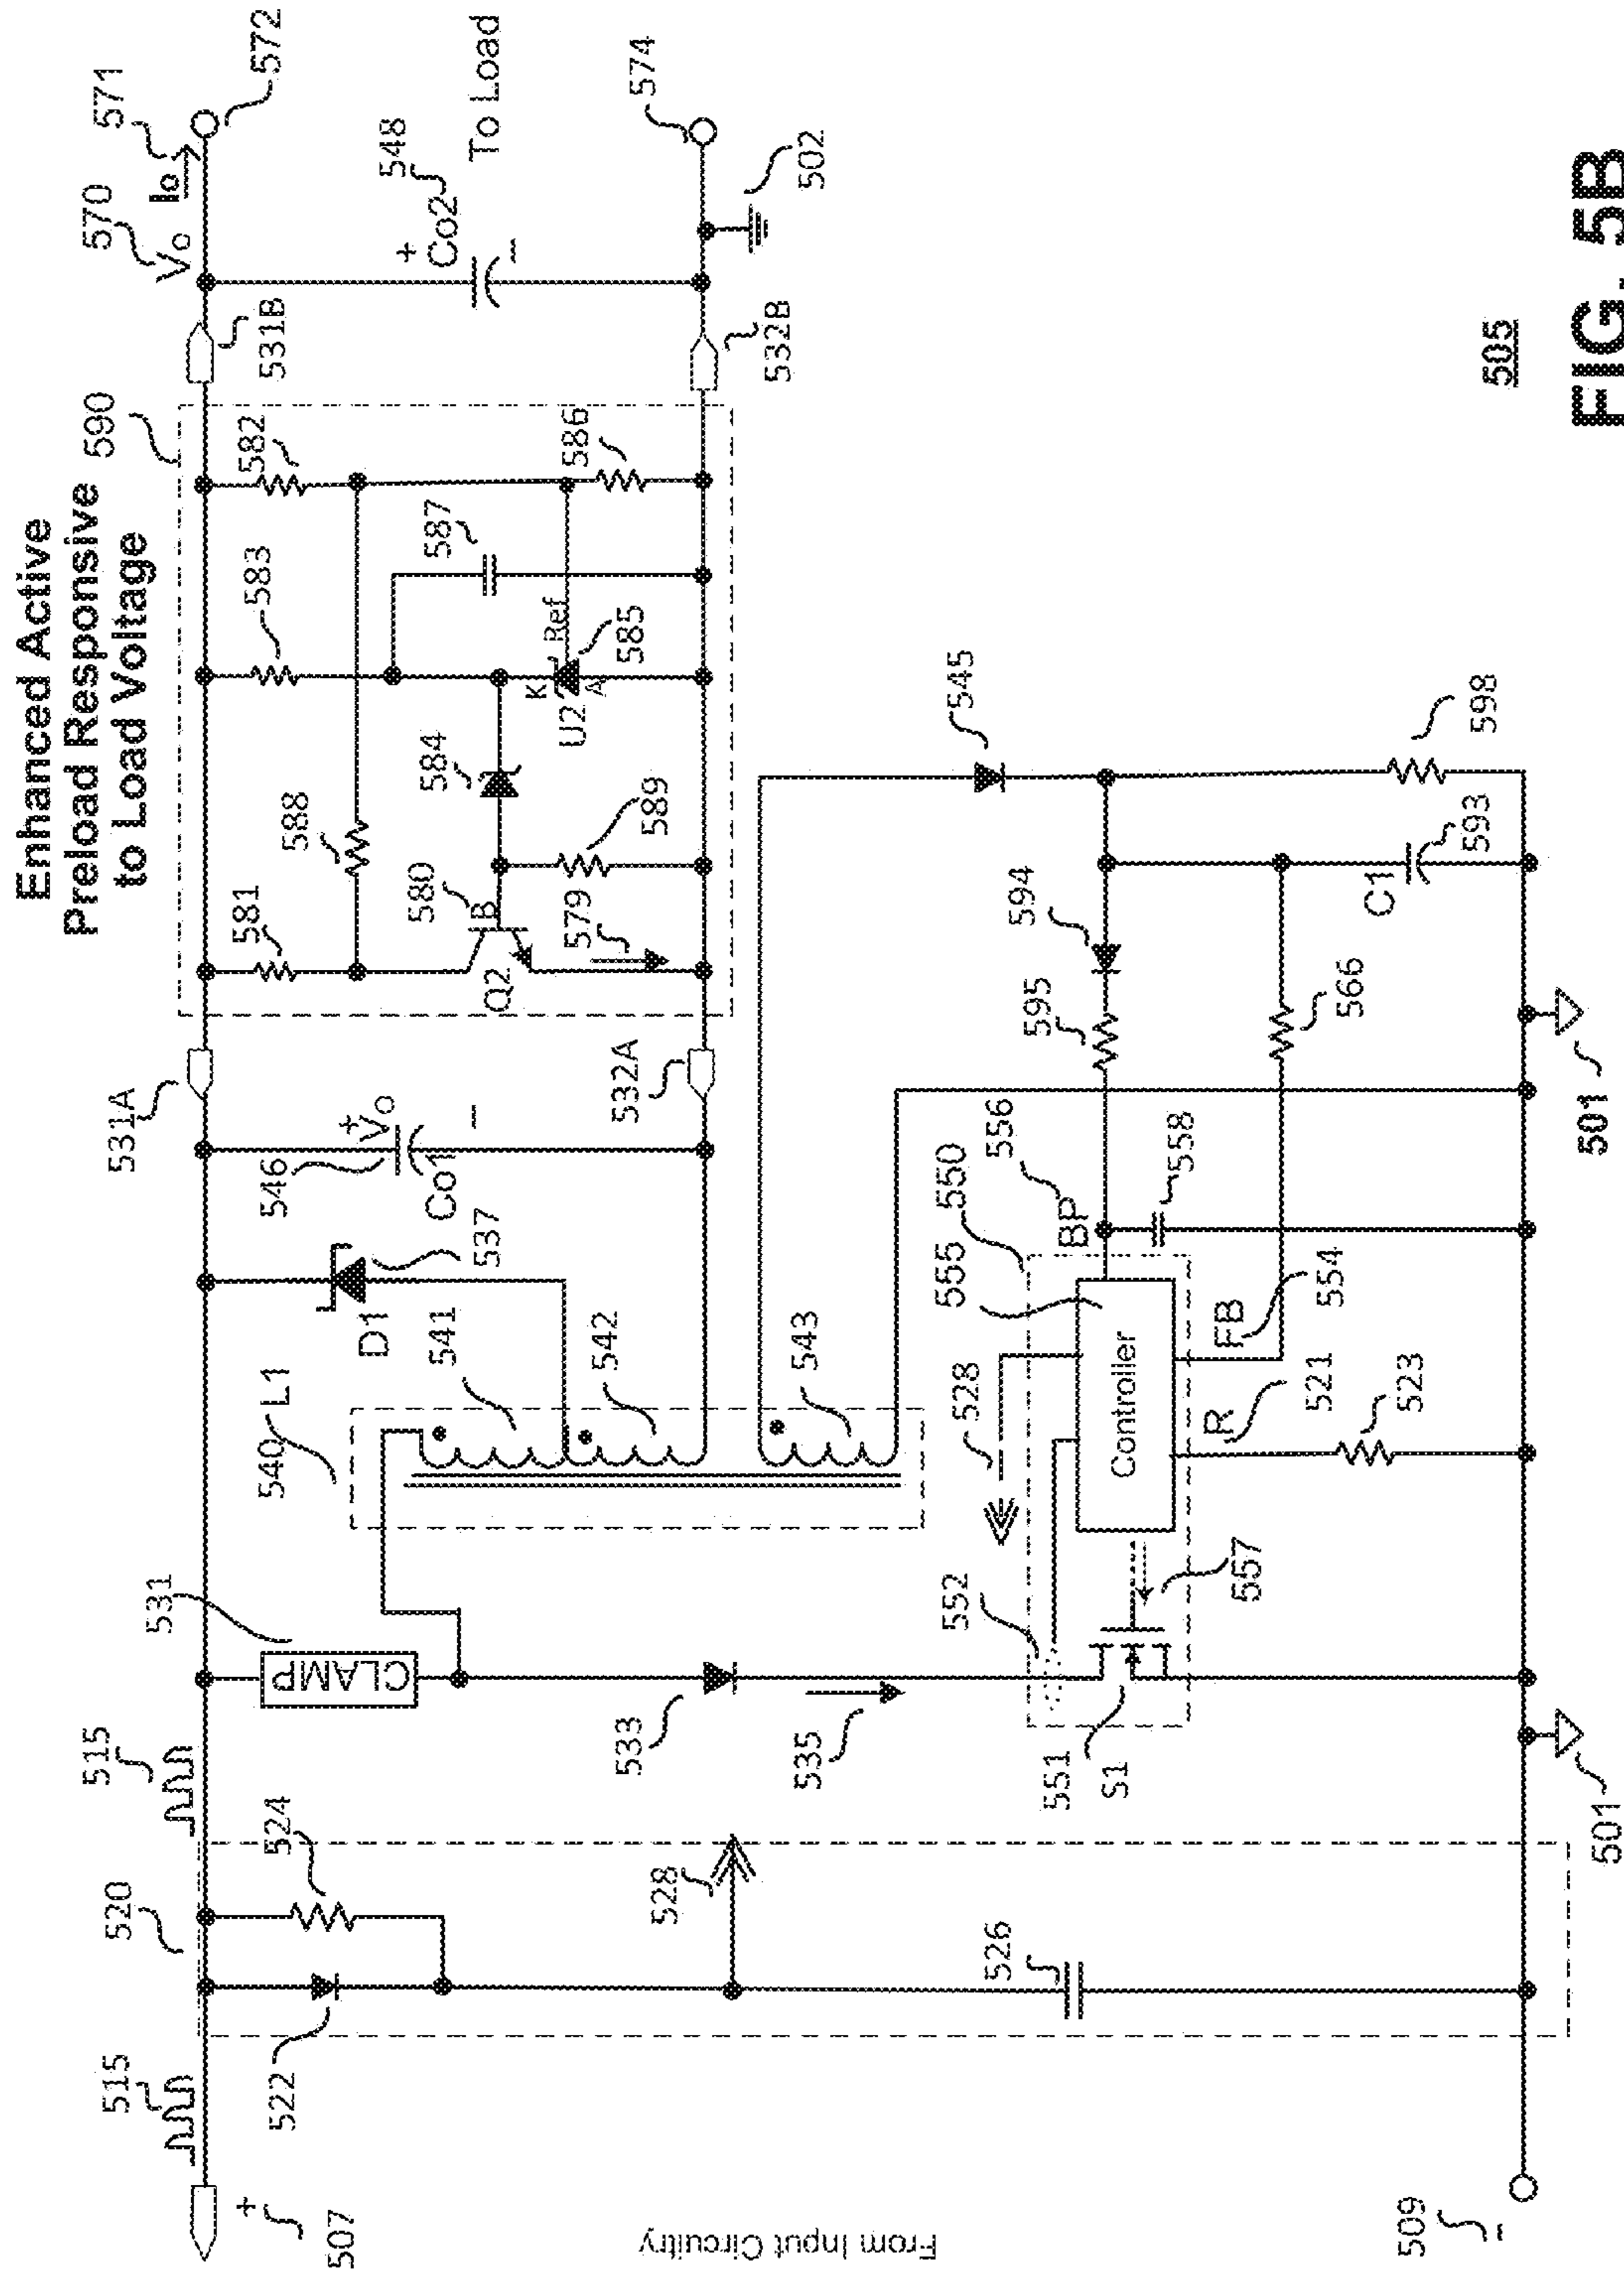 Enhanced Active
Preload Responsive
to Load Voltage
590
507
+
515
520
522
524
528
526
515
531
CLAMP
533
535
552
551
S1
557
540
L1
541
542
543
D1
537
546
Co1
+
Vo
−
531A
532A
581
588
580
B
Q2
579
584
589
583
587
K
A
Ref
U2
585
582
586
531B
532B
570
Vo
571
Io
572
548
Co2
+
−
To Load
574
502
528
555
550
556
BP
558
Controller
FB
554
R
521
523
595
594
545
566
C1
593
598
501
501
509
−
From Input Circuitry
505
FIG. 5B